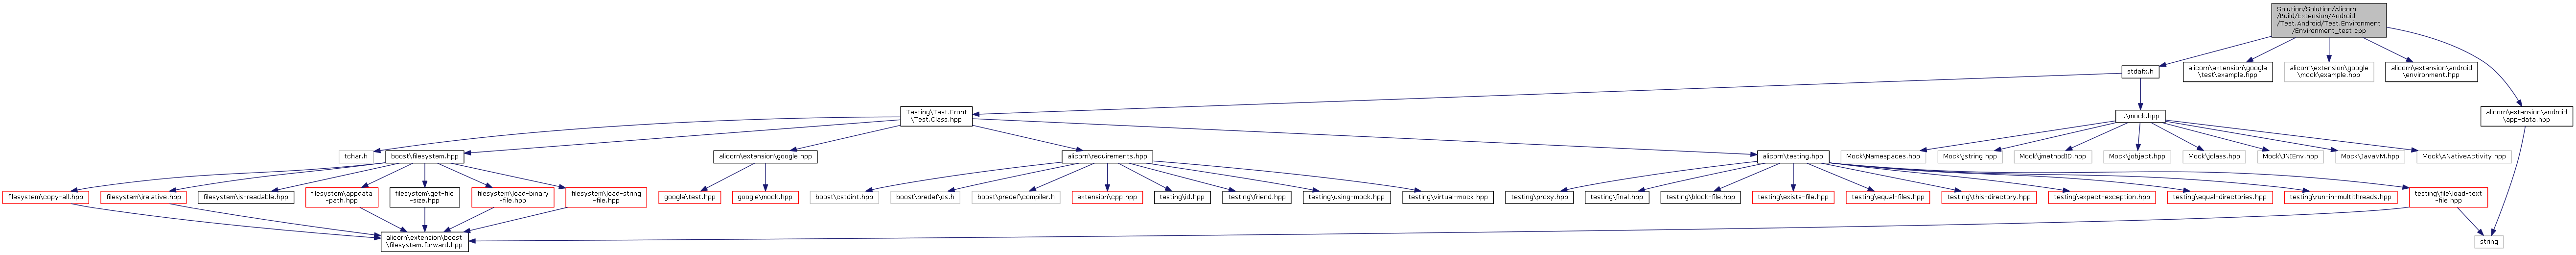 Solution/Solution/Alicorn
/Build/Extension/Android
/Test.Android/Test.Environment
/Environment_test.cpp
stdafx.h
alicorn\extension\google
\test\example.hpp
alicorn\extension\google
\mock\example.hpp
alicorn\extension\android
\environment.hpp
Testing\Test.Front
\Test.Class.hpp
..\mock.hpp
alicorn\extension\android
\app-data.hpp
tchar.h
boost\filesystem.hpp
alicorn\extension\google.hpp
alicorn\requirements.hpp
alicorn\testing.hpp
Mock\Namespaces.hpp
Mock\jstring.hpp
Mock\jmethodID.hpp
Mock\jobject.hpp
Mock\jclass.hpp
Mock\JNIEnv.hpp
Mock\JavaVM.hpp
Mock\ANativeActivity.hpp
filesystem\copy-all.hpp
filesystem\relative.hpp
filesystem\is-readable.hpp
filesystem\appdata
-path.hpp
filesystem\get-file
-size.hpp
filesystem\load-binary
-file.hpp
filesystem\load-string
-file.hpp
google\test.hpp
google\mock.hpp
boost\cstdint.hpp
boost\predef\os.h
boost\predef\compiler.h
extension\cpp.hpp
testing\id.hpp
testing\friend.hpp
testing\using-mock.hpp
testing\virtual-mock.hpp
testing\proxy.hpp
testing\final.hpp
testing\block-file.hpp
testing\exists-file.hpp
testing\equal-files.hpp
testing\this-directory.hpp
testing\expect-exception.hpp
testing\equal-directories.hpp
testing\run-in-multithreads.hpp
testing\file\load-text
-file.hpp
alicorn\extension\boost
\filesystem.forward.hpp
string